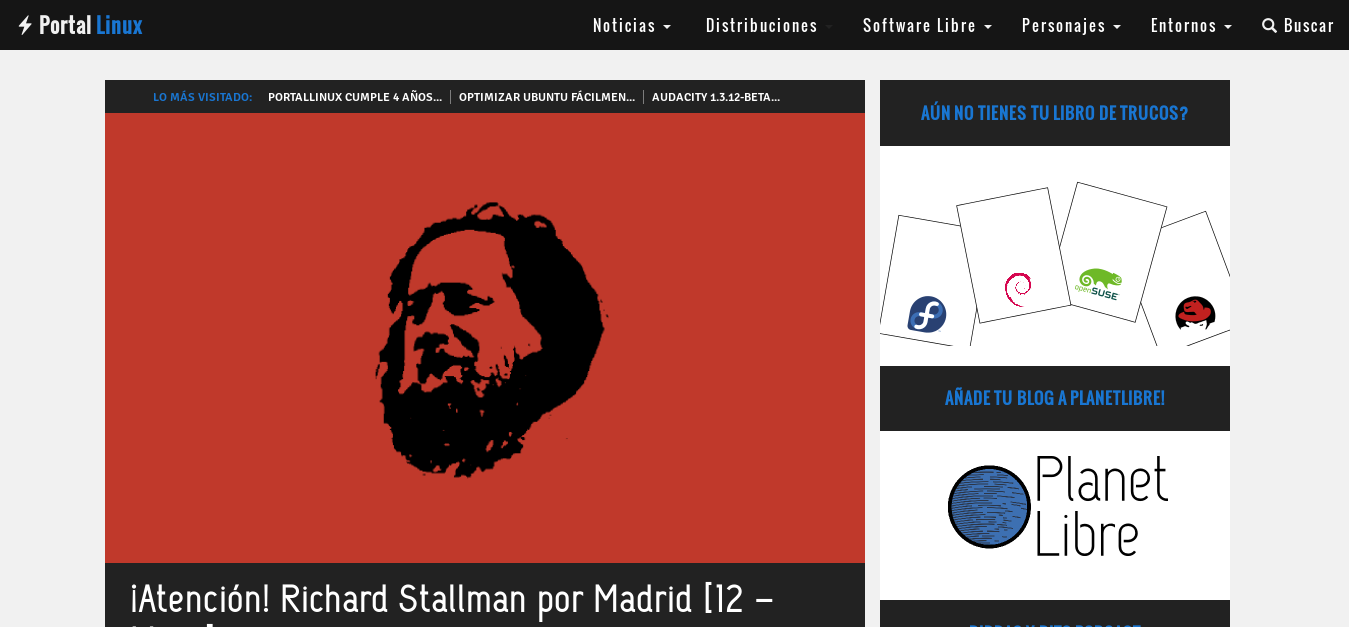 Portal Linux
Noticias
Distribuciones
Software Libre
Personajes
Entornos
Buscar
LO MÁS VISITADO: PORTALLINUX CUMPLE 4 AÑOS... OPTIMIZAR UBUNTU FÁCILMEN... AUDACITY 1.3.12-BETA...
¡Atención! Richard Stallman por Madrid [12 –
AÚN NO TIENES TU LIBRO DE TRUCOS?
openSUSE
AÑADE TU BLOG A PLANETLIBRE!
Planet
Libre